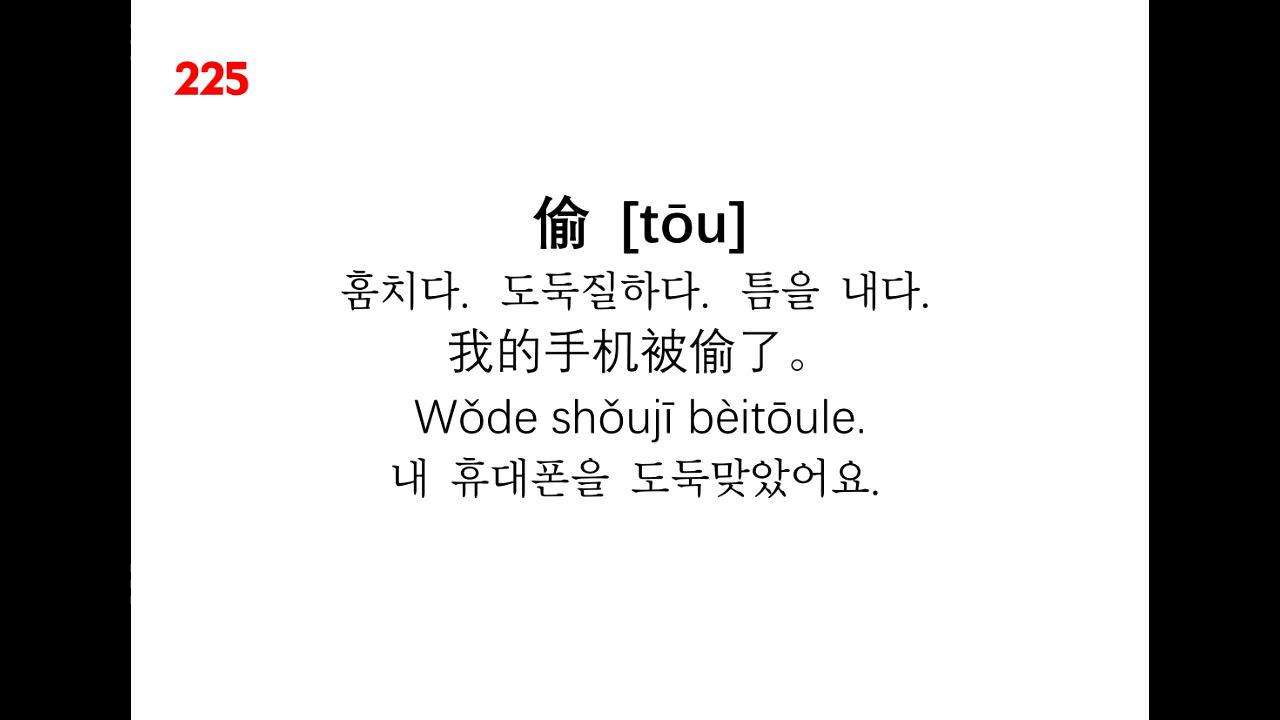 225
偷 [tōu]
훔치다. 도둑질하다. 틈을 내다.
我的手机被偷了。
Wǒde shǒujī bèitōule.
내 휴대폰을 도둑맞았어요.